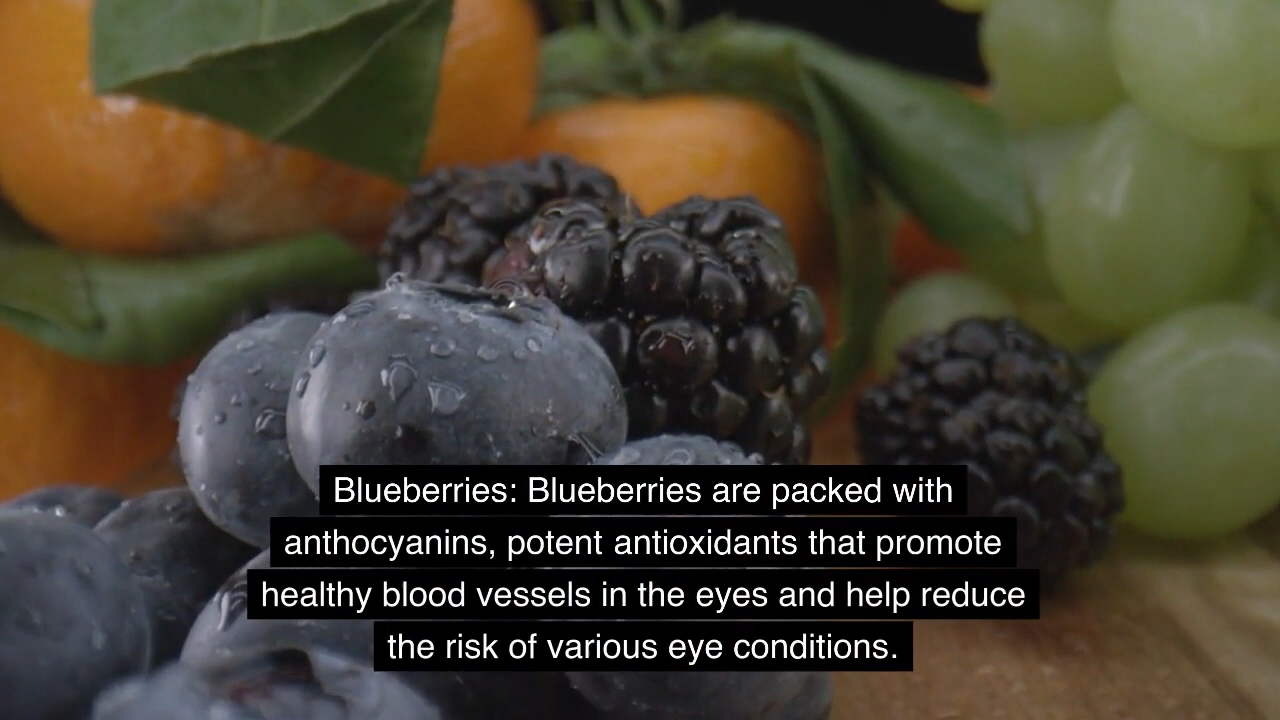 Blueberries: Blueberries are packed with
anthocyanins, potent antioxidants that promote
healthy blood vessels in the eyes and help reduce
the risk of various eye conditions.